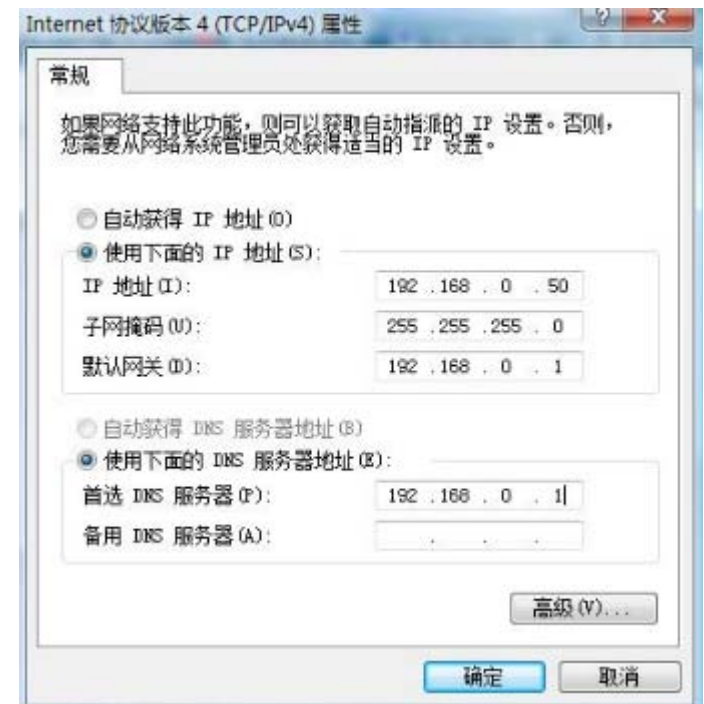 Internet 协议版本 4 (TCP/IPv4) 属性
常规
如果网络支持此功能，则可以获取自动指派的 IP 设置。否则，
您需要从网络系统管理员处获得适当的 IP 设置。
自动获得 IP 地址(O)
使用下面的 IP 地址(S):
IP 地址(I): 192 . 168 . 0 . 50
子网掩码(U): 255 . 255 . 255 . 0
默认网关(D): 192 . 168 . 0 . 1
自动获得 DNS 服务器地址(B)
使用下面的 DNS 服务器地址(E):
首选 DNS 服务器(P): 192 . 168 . 0 . 1
备用 DNS 服务器(A): . . .
高级(V)...
确定 取消